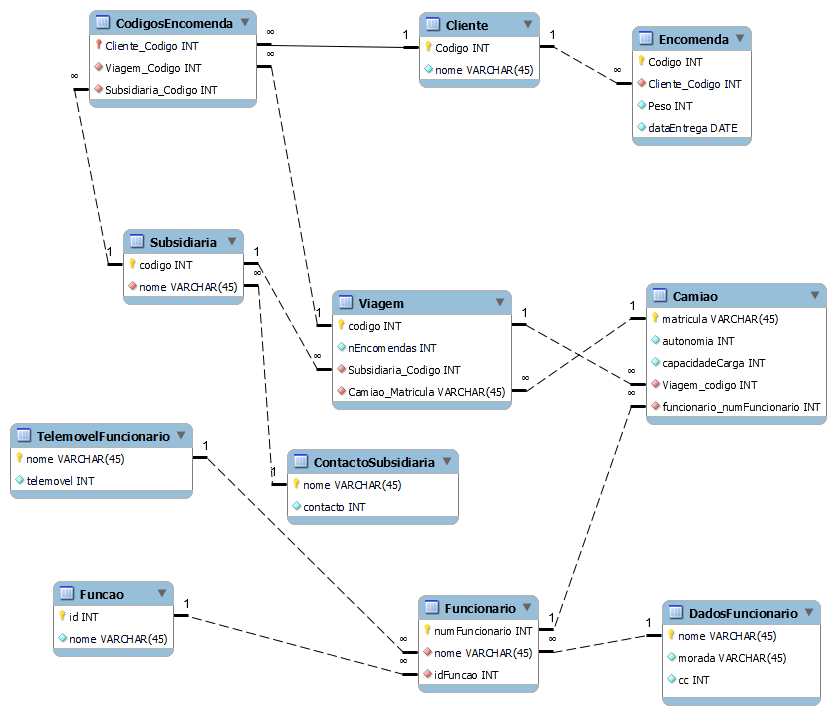 CodigosEncomenda
Cliente_Codigo INT
Viagem_Codigo INT
Subsidiaria_Codigo INT
∞
∞
∞
1
Cliente
Codigo INT
nome VARCHAR(45)
1
∞
Encomenda
Codigo INT
Cliente_Codigo INT
Peso INT
dataEntrega DATE
1
Subsidiaria
codigo INT
nome VARCHAR(45)
1
∞
1
∞
Viagem
codigo INT
nEncomendas INT
Subsidiaria_Codigo INT
Camiao_Matricula VARCHAR(45)
1
∞
1
∞
∞
Camiao
matricula VARCHAR(45)
autonomia INT
capacidadeCarga INT
Viagem_codigo INT
funcionario_numFuncionario INT
TelemovelFuncionario
nome VARCHAR(45)
telemovel INT
1
1
ContactoSubsidiaria
nome VARCHAR(45)
contacto INT
Funcao
id INT
nome VARCHAR(45)
1
∞
∞
Funcionario
numFuncionario INT
nome VARCHAR(45)
idFuncao INT
1
∞
1
DadosFuncionario
nome VARCHAR(45)
morada VARCHAR(45)
cc INT